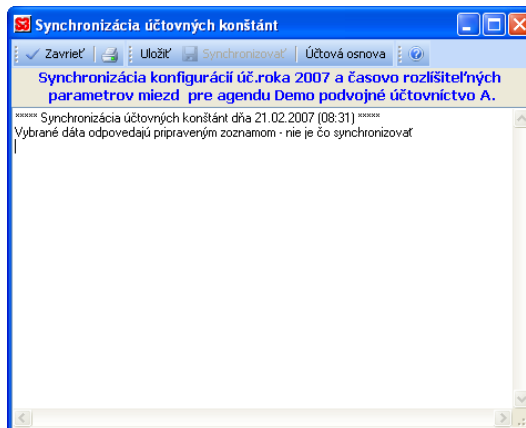 Synchronizácia účtovných konštánt
Zavrieť Uložiť Synchronizovať Účtová osnova
Synchronizácia konfigurácií úč.roka 2007 a časovo rozlíšiteľných
parametrov miezd pre agendu Demo podvojné účtovníctvo A.
***** Synchronizácia účtovných konštánt dňa 21.02.2007 (08:31) *****
Vybrané dáta odpovedajú pripraveným zoznamom - nie je čo synchronizovať